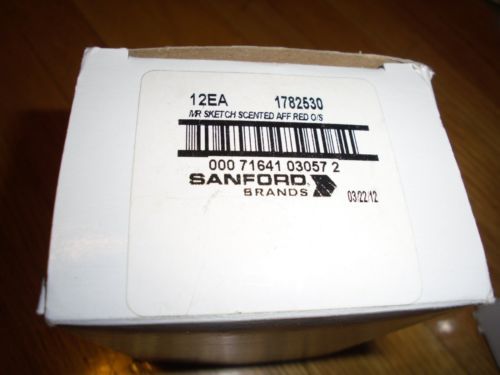 12EA 1782530
MR SKETCH SCENTED AFF RED O/S
000 71641 03057 2
SANFORD
BRANDS
03/22/12